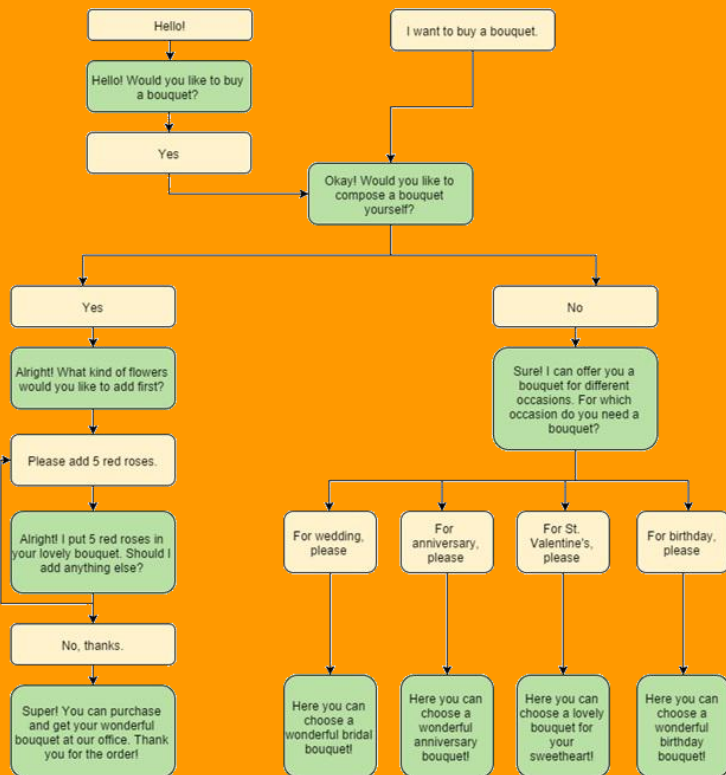 Hello!
I want to buy a bouquet.
Hello! Would you like to buy
a bouquet?
Yes
Okay! Would you like to
compose a bouquet
yourself?
Yes
No
Alright! What kind of flowers
would you like to add first?
Sure! I can offer you a
bouquet for different
occasions. For which
occasion do you need a
bouquet?
Please add 5 red roses.
Alright! I put 5 red roses in
your lovely bouquet. Should I
add anything else?
For wedding,
please
For
anniversary,
please
For St.
Valentine's,
please
For birthday,
please
No, thanks.
Super! You can purchase
and get your wonderful
bouquet at our office. Thank
you for the order!
Here you can
choose a
wonderful bridal
bouquet!
Here you can
choose a
wonderful
anniversary
bouquet!
Here you can
choose a lovely
bouquet for
your
sweetheart!
Here you can
choose a
wonderful
birthday
bouquet!